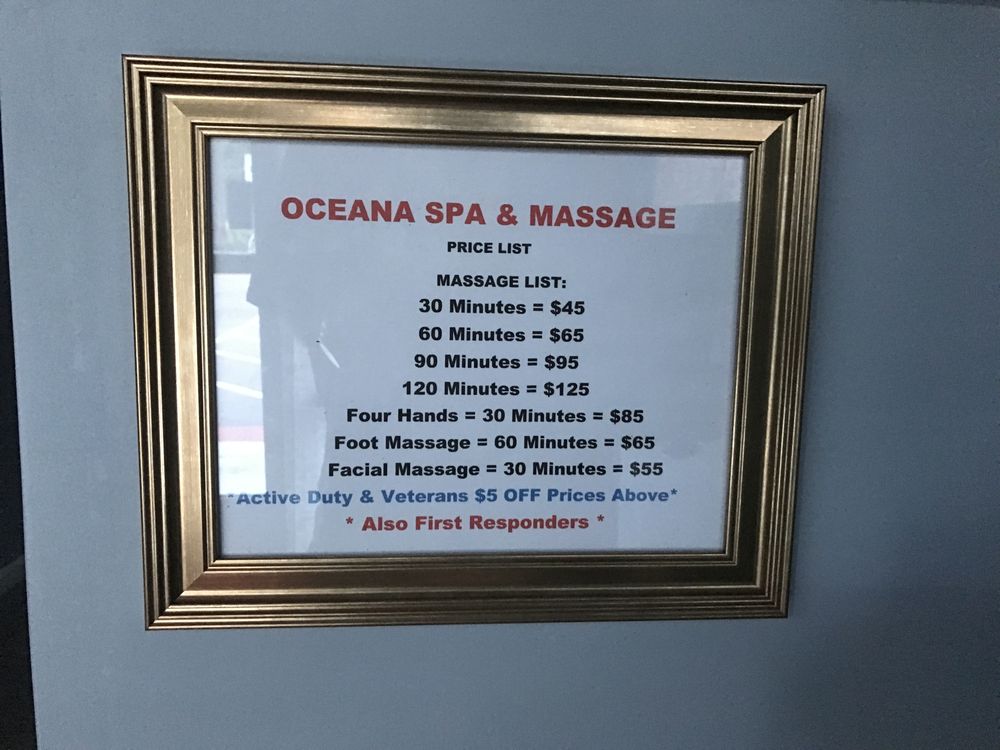 OCEANA SPA & MASSAGE
PRICE LIST
MASSAGE LIST:
30 Minutes = $45
60 Minutes = $65
90 Minutes = $95
120 Minutes = $125
Four Hands = 30 Minutes = $85
Foot Massage = 60 Minutes = $65
Facial Massage = 30 Minutes = $55
*Active Duty & Veterans $5 OFF Prices Above*
* Also First Responders *